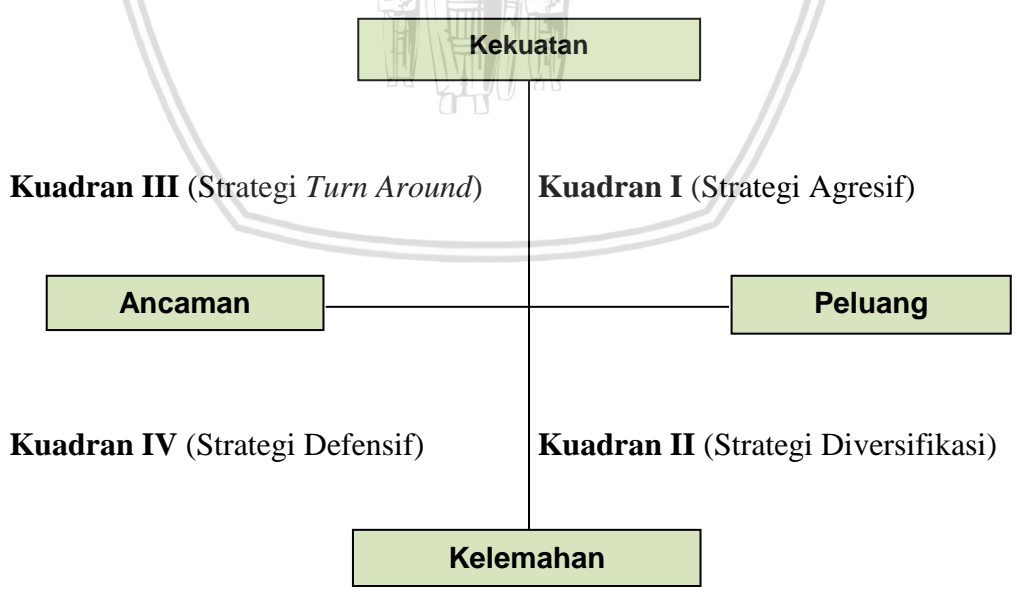 Kekuatan
Kuadran III (Strategi Turn Around)
Kuadran I (Strategi Agresif)
Ancaman
Peluang
Kuadran IV (Strategi Defensif)
Kuadran II (Strategi Diversifikasi)
Kelemahan